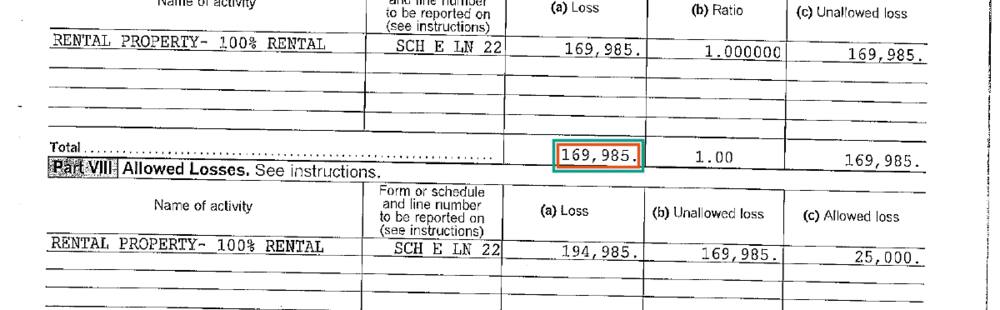 Name of activity
and line number
to be reported on
(see instructions)
(a) Loss
(b) Ratio
(c) Unallowed loss
RENTAL PROPERTY- 100% RENTAL SCH E LN 22 169,985. 1.000000 169,985.
Total 169,985. 1.00 169,985.
Part VIII Allowed Losses. See instructions.
Name of activity
Form or schedule
and line number
to be reported on
(see instructions)
(a) Loss
(b) Unallowed loss
(c) Allowed loss
RENTAL PROPERTY- 100% RENTAL SCH E LN 22 194,985. 169,985. 25,000.